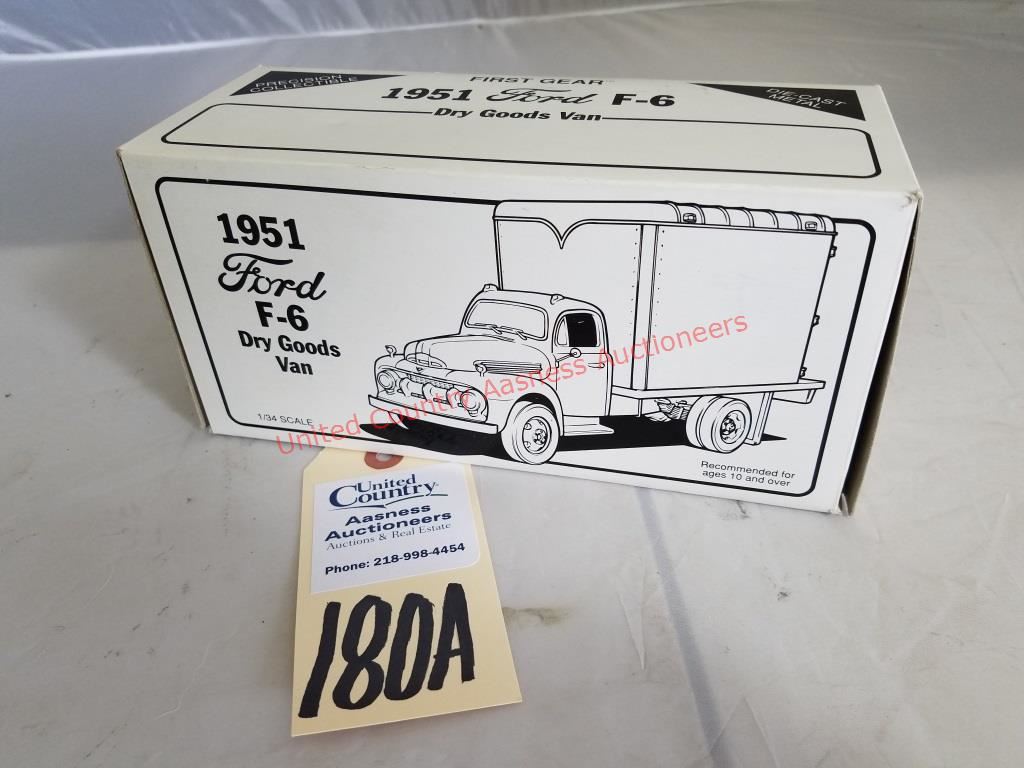 PRECISION
COLLECTIBLE
FIRST GEAR™
1951 Ford F-6
Dry Goods Van
DIE-CAST
METAL
1951
Ford
F-6
Dry Goods
Van
1/34 SCALE
Recommended for
ages 10 and over
United Country Aasness Auctioneers
United
Country
Aasness
Auctioneers
Auctions & Real Estate
Phone: 218-998-4454
180A